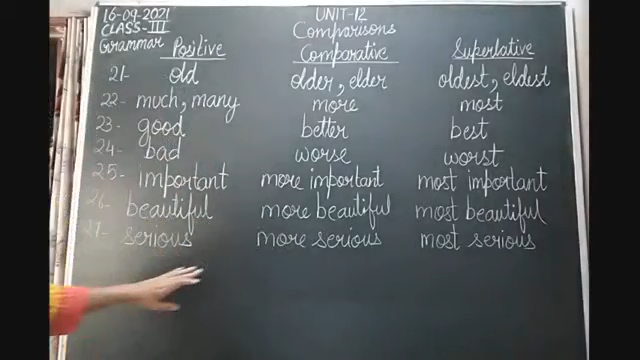 16-09-2021 UNIT-12
CLASS-III Comparisons
Grammar Positive Comparative Superlative
21- old older, elder oldest, eldest
22- much, many more most
23- good better best
24- bad worse worst
25- important more important most important
26- beautiful more beautiful most beautiful
27- serious more serious most serious